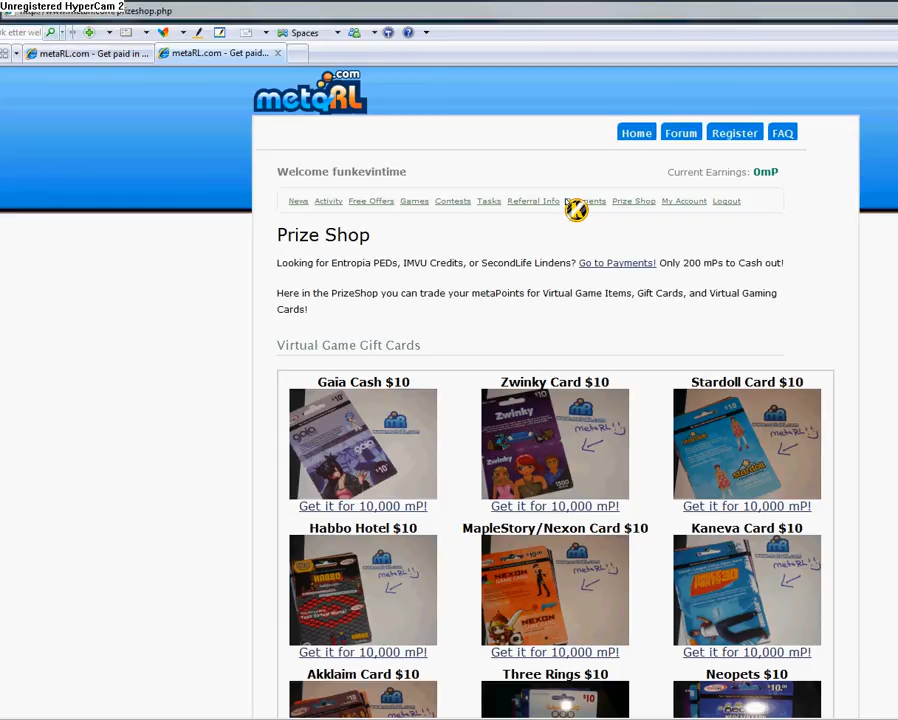 Unregistered HyperCam 2
prizeshop.php
Spaces
metaRL.com - Get paid in ...
metaRL.com - Get paid...
metaRL.com
Home Forum Register FAQ
Welcome funkevintime
Current Earnings: 0mP
News Activity Free Offers Games Contests Tasks Referral Info Prize Shop My Account Logout
Prize Shop
Looking for Entropia PEDs, IMVU Credits, or SecondLife Lindens? Go to Payments! Only 200 mPs to Cash out!
Here in the PrizeShop you can trade your metaPoints for Virtual Game Items, Gift Cards, and Virtual Gaming
Cards!
Virtual Game Gift Cards
Gaia Cash $10 Zwinky Card $10 Stardoll Card $10
Get it for 10,000 mP! Get it for 10,000 mP! Get it for 10,000 mP!
Habbo Hotel $10 MapleStory/Nexon Card $10 Kaneva Card $10
Get it for 10,000 mP! Get it for 10,000 mP! Get it for 10,000 mP!
Akklaim Card $10 Three Rings $10 Neopets $10